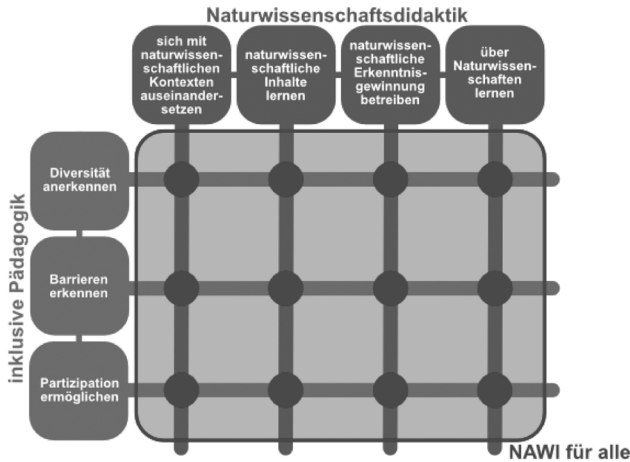 Naturwissenschaftsdidaktik
sich mit
naturwissen-
schaftlichen
Kontexten
auseinander-
setzen
naturwissen-
schaftliche
Inhalte
lernen
naturwissen-
schaftliche
Erkenntnis-
gewinnung
betreiben
über
Naturwissen-
schaften
lernen
inklusive Pädagogik
Diversität
anerkennen
Barrieren
erkennen
Partizipation
ermöglichen
NAWI für alle